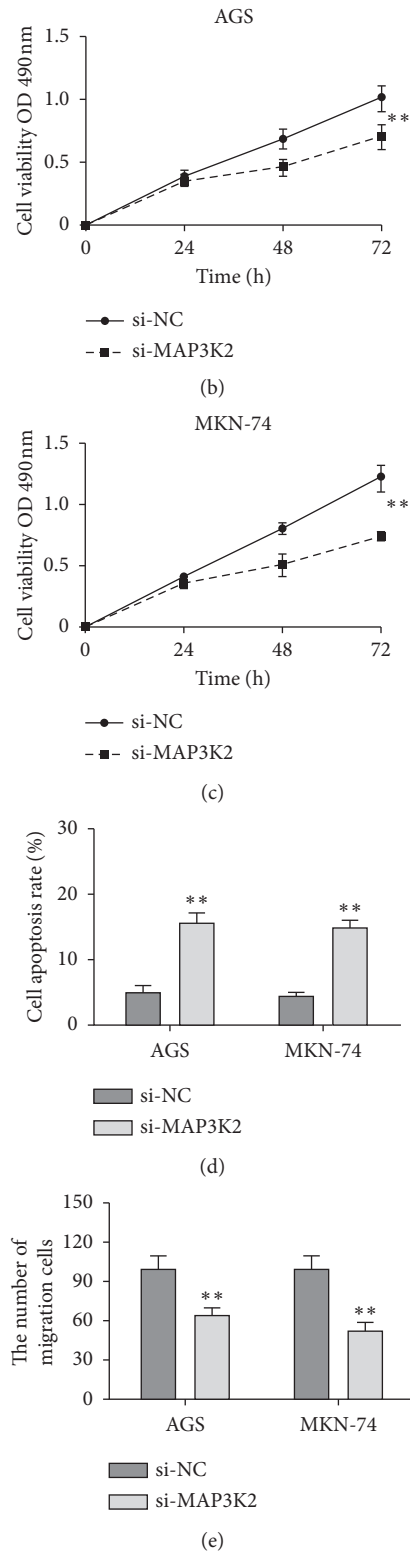 AGS
Cell viability OD 490nm
1.5
1.0
0.5
0
0 24 48 72
**
Time (h)
si-NC
si-MAP3K2
(b)
MKN-74
Cell viability OD 490nm
1.5
1.0
0.5
0
0 24 48 72
**
Time (h)
si-NC
si-MAP3K2
(c)
Cell apoptosis rate (%)
30
20
10
0
** **
AGS MKN-74
si-NC
si-MAP3K2
(d)
The number of
migration cells
150
120
90
60
30
0
** **
AGS MKN-74
si-NC
si-MAP3K2
(e)